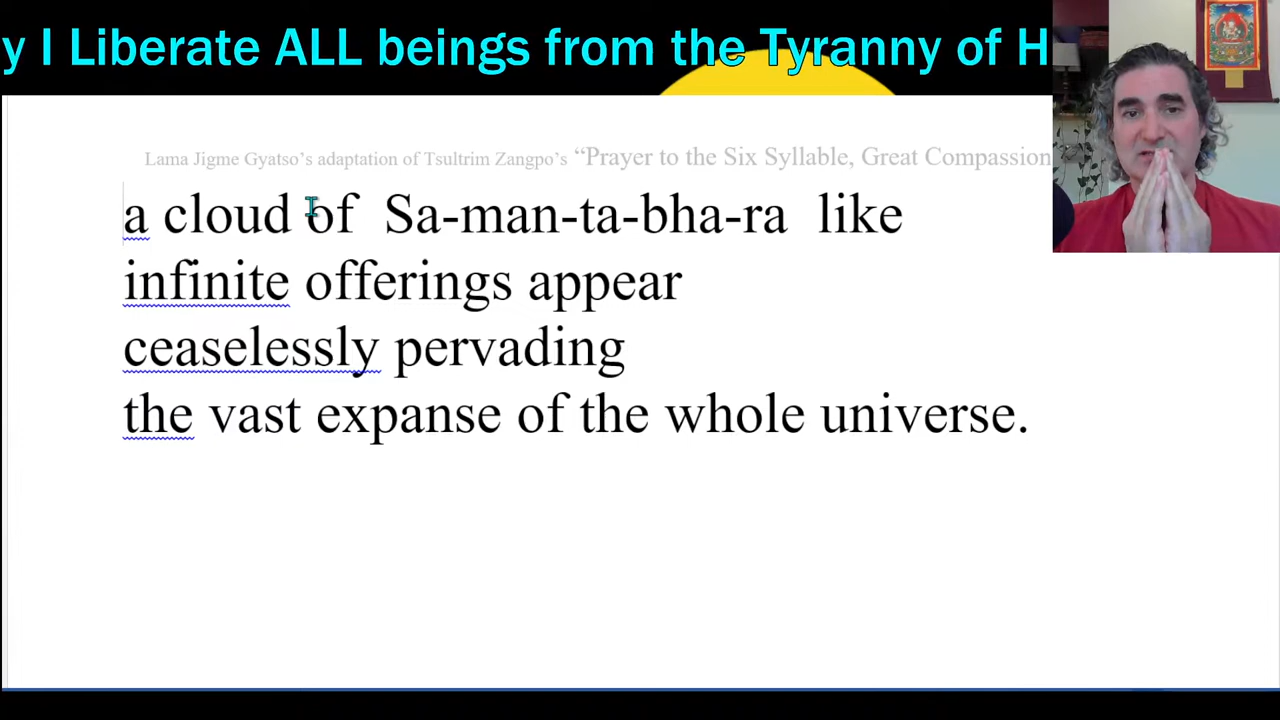 y I Liberate ALL beings from the Tyranny of H
Lama Jigme Gyatso's adaptation of Tsultrim Zangpo's “Prayer to the Six Syllable, Great Compassion
a cloud of Sa-man-ta-bha-ra like
infinite offerings appear
ceaselessly pervading
the vast expanse of the whole universe.